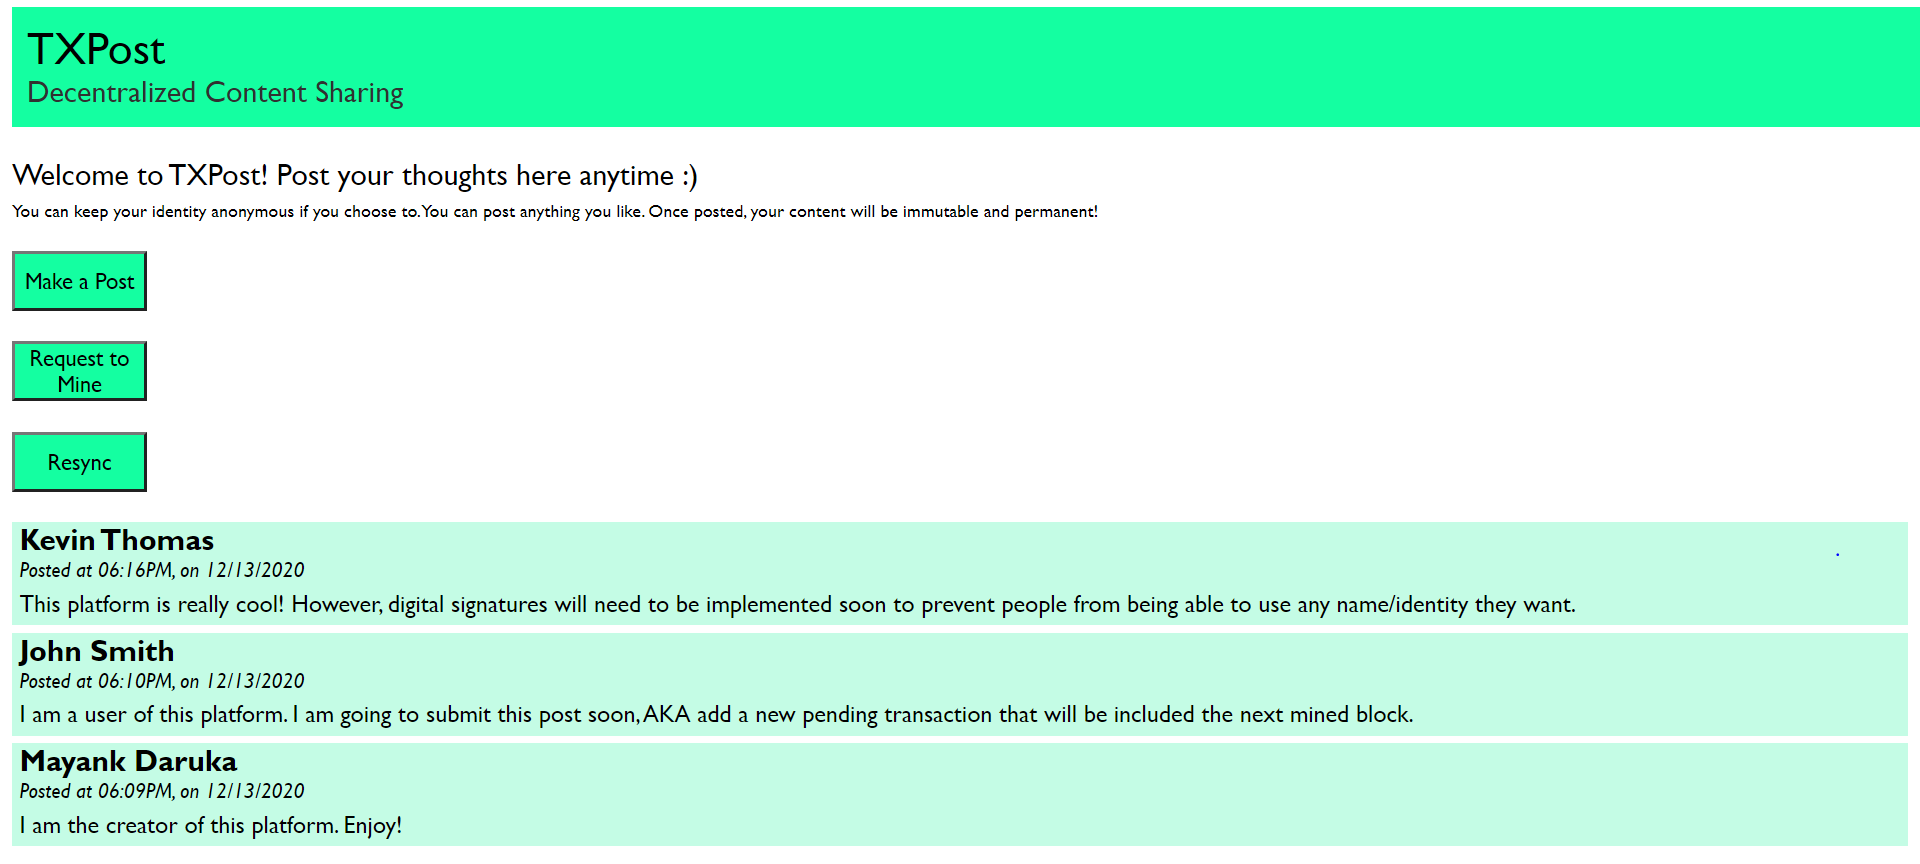 TXPost
Decentralized Content Sharing
Welcome to TXPost! Post your thoughts here anytime :)
You can keep your identity anonymous if you choose to. You can post anything you like. Once posted, your content will be immutable and permanent!
Make a Post
Request to
Mine
Resync
Kevin Thomas
Posted at 06:16PM, on 12/13/2020
This platform is really cool! However, digital signatures will need to be implemented soon to prevent people from being able to use any name/identity they want.
John Smith
Posted at 06:10PM, on 12/13/2020
I am a user of this platform. I am going to submit this post soon, AKA add a new pending transaction that will be included the next mined block.
Mayank Daruka
Posted at 06:09PM, on 12/13/2020
I am the creator of this platform. Enjoy!